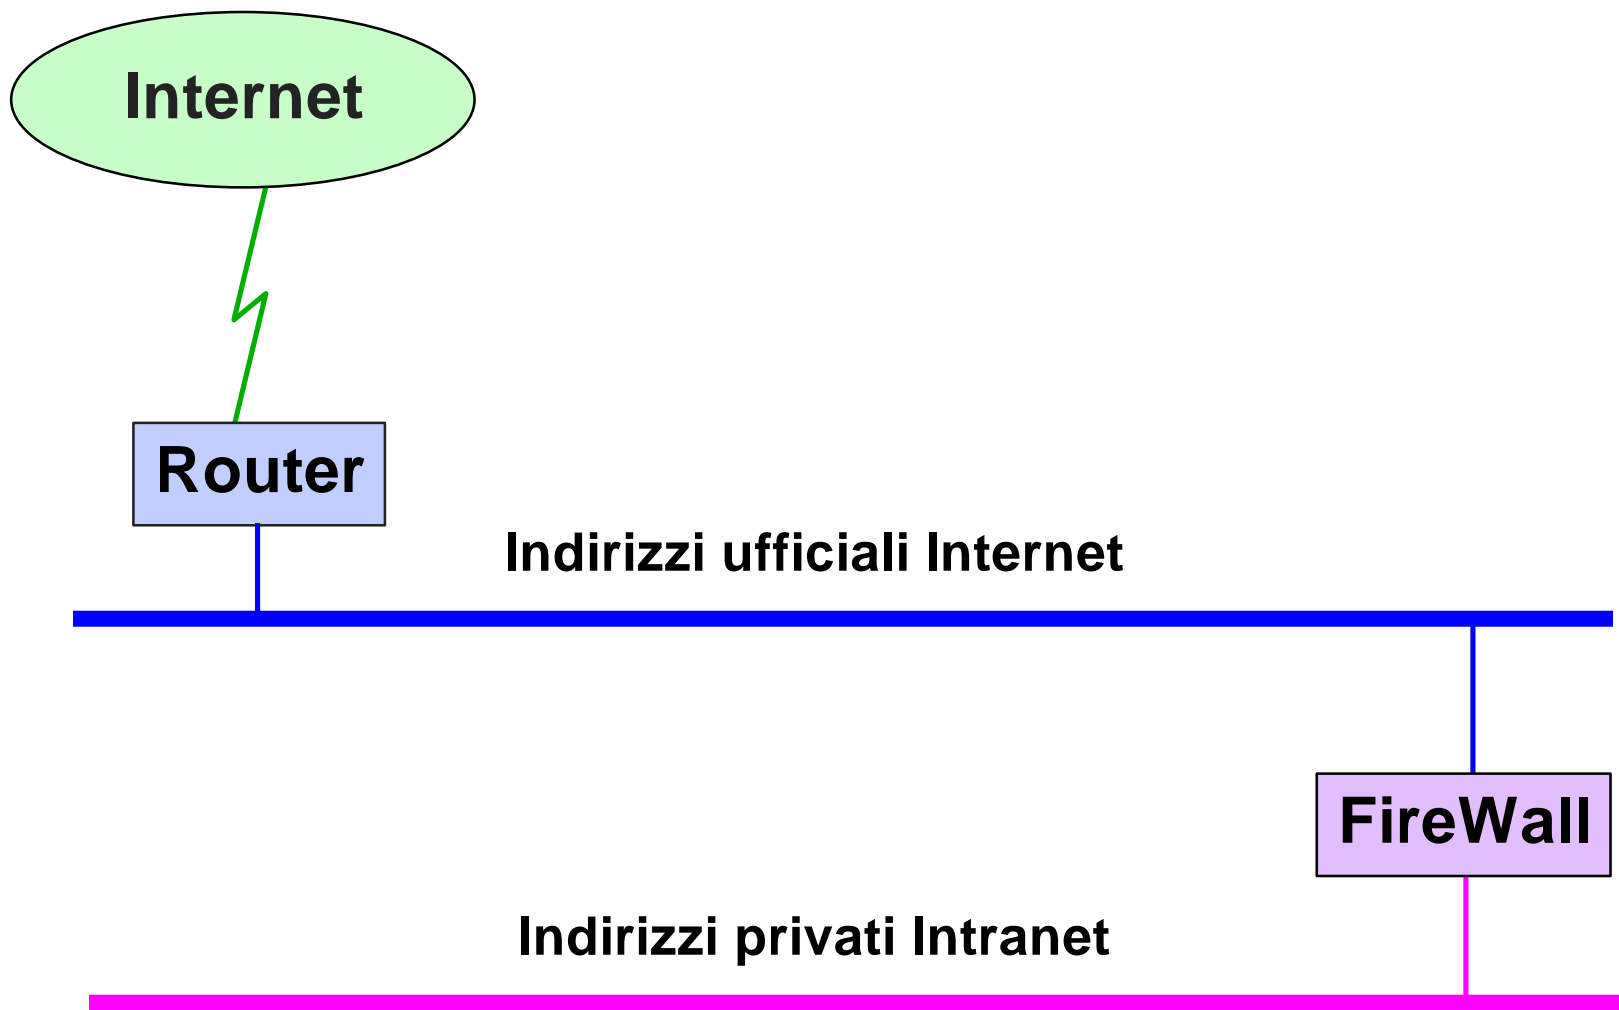 Internet
Router
Indirizzi ufficiali Internet
FireWall
Indirizzi privati Intranet